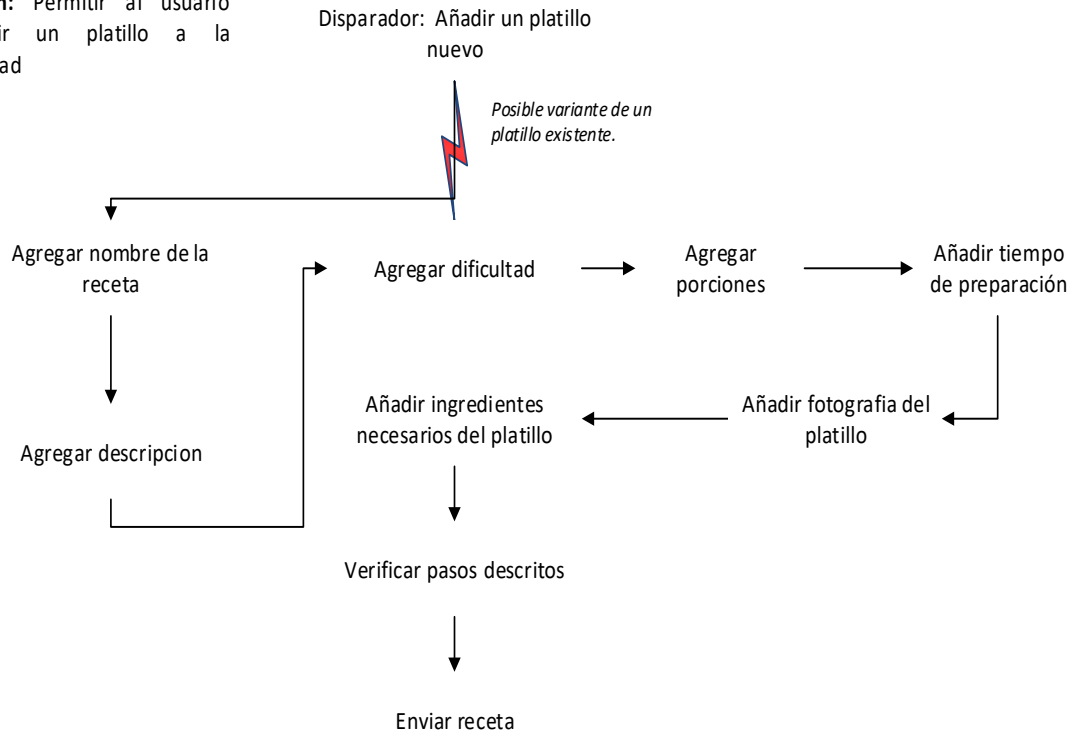 Permitir al usuario
un platillo a la
Disparador: Añadir un platillo
nuevo
Posible variante de un
platillo existente.
Agregar nombre de la
receta
Agregar dificultad
Agregar
porciones
Añadir tiempo
de preparación
Añadir ingredientes
necesarios del platillo
Añadir fotografia del
platillo
Agregar descripcion
Verificar pasos descritos
Enviar receta